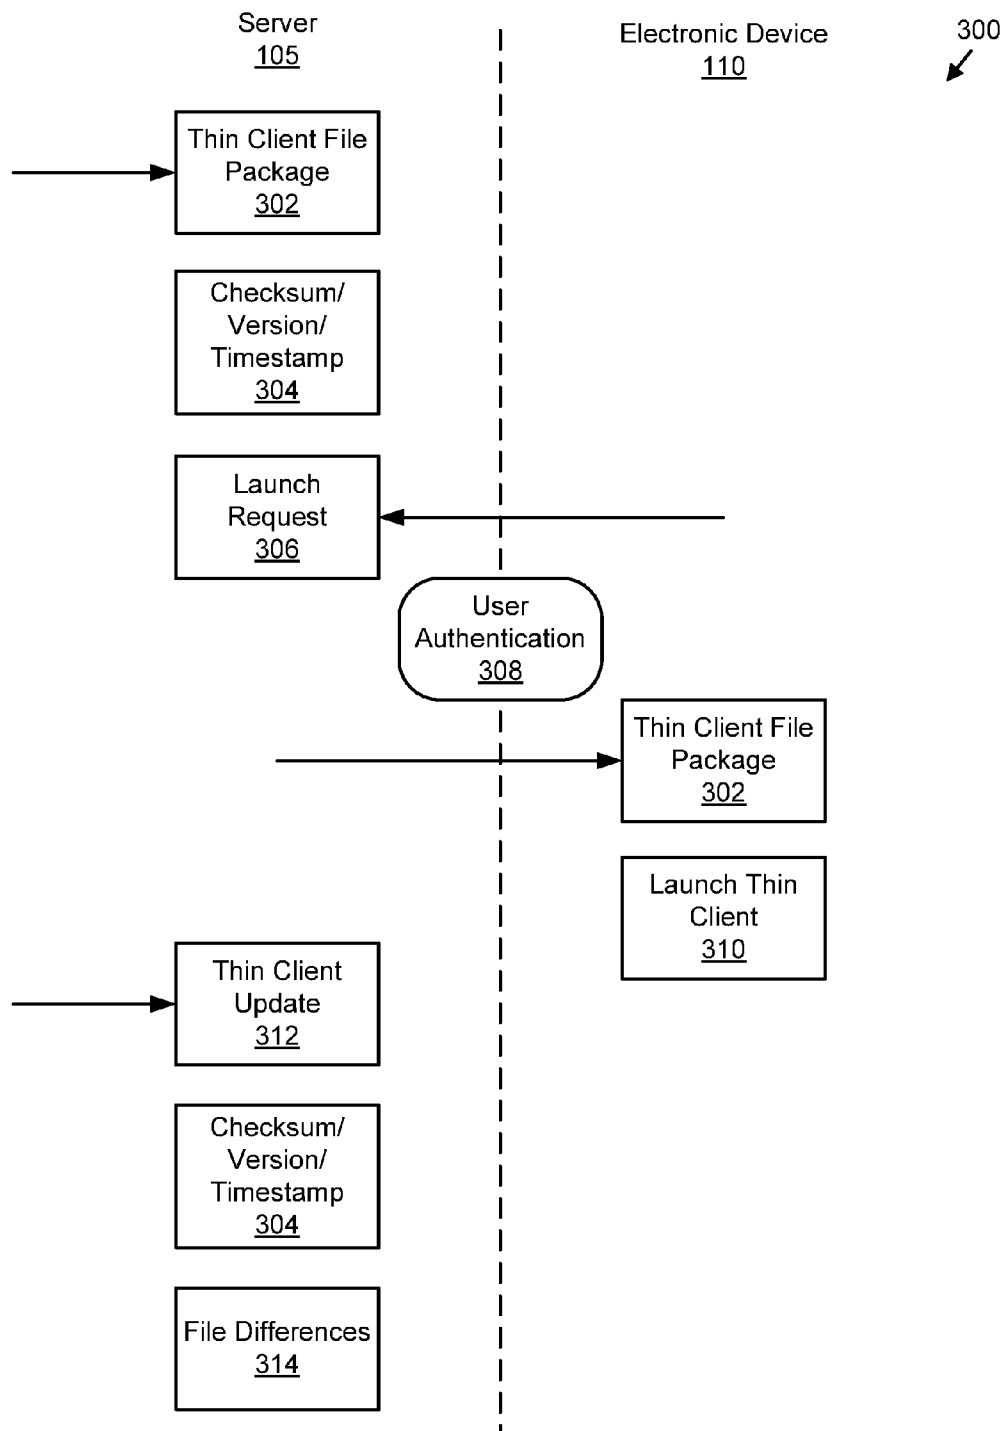 Server
105
Electronic Device
110
300
Thin Client File
Package
302
Checksum/
Version/
Timestamp
304
Launch
Request
306
User
Authentication
308
Thin Client File
Package
302
Launch Thin
Client
310
Thin Client
Update
312
Checksum/
Version/
Timestamp
304
File Differences
314